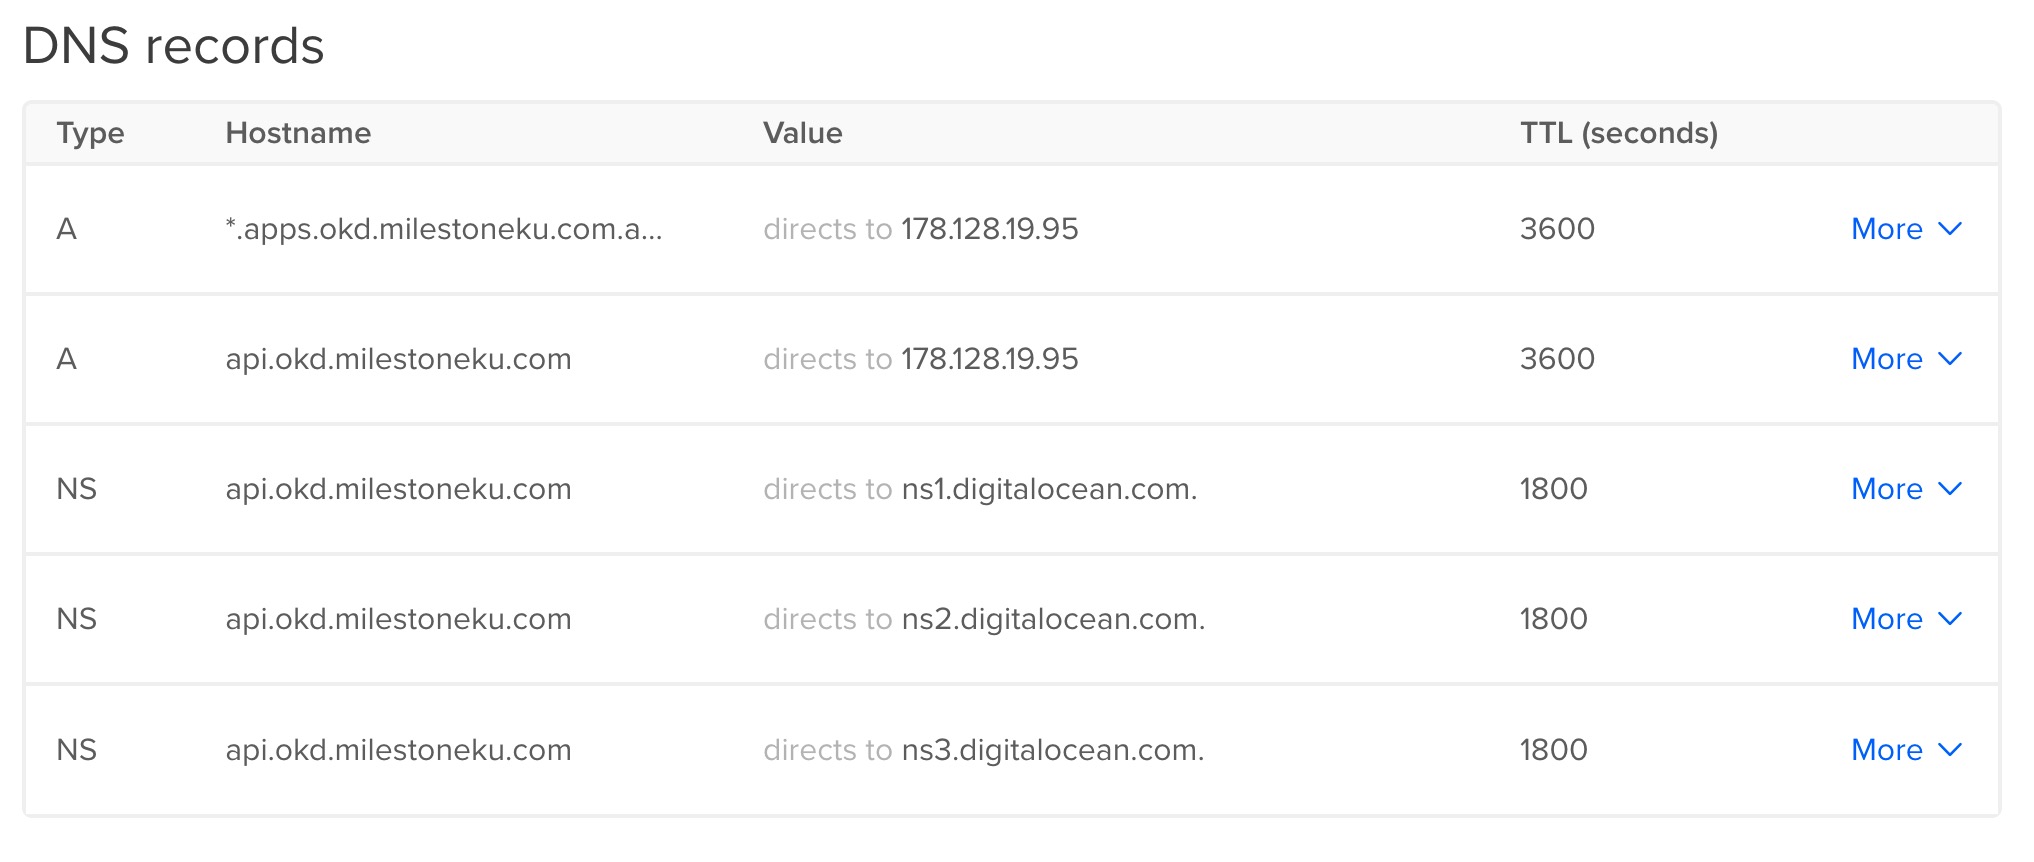 DNS records
Type Hostname Value TTL (seconds)
A *.apps.okd.milestoneku.com.a... directs to 178.128.19.95 3600 More
A api.okd.milestoneku.com directs to 178.128.19.95 3600 More
NS api.okd.milestoneku.com directs to ns1.digitalocean.com. 1800 More
NS api.okd.milestoneku.com directs to ns2.digitalocean.com. 1800 More
NS api.okd.milestoneku.com directs to ns3.digitalocean.com. 1800 More